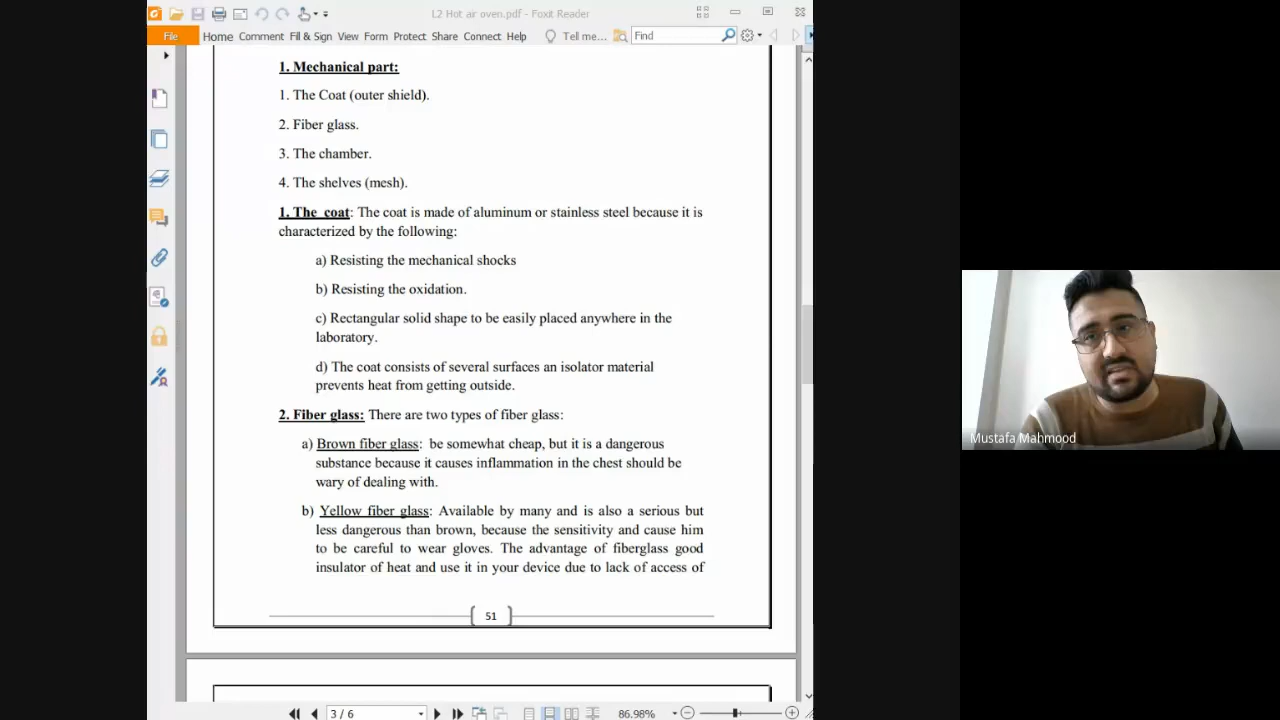 L2 Hot air oven.pdf - Foxit Reader
File Home Comment Fill & Sign View Form Protect Share Connect Help Tell me... Find
1. Mechanical part:
1. The Coat (outer shield).
2. Fiber glass.
3. The chamber.
4. The shelves (mesh).
1. The coat: The coat is made of aluminum or stainless steel because it is
characterized by the following:
a) Resisting the mechanical shocks
b) Resisting the oxidation.
c) Rectangular solid shape to be easily placed anywhere in the
laboratory.
d) The coat consists of several surfaces an isolator material
prevents heat from getting outside.
2. Fiber glass: There are two types of fiber glass:
a) Brown fiber glass: be somewhat cheap, but it is a dangerous
substance because it causes inflammation in the chest should be
wary of dealing with.
b) Yellow fiber glass: Available by many and is also a serious but
less dangerous than brown, because the sensitivity and cause him
to be careful to wear gloves. The advantage of fiberglass good
insulator of heat and use it in your device due to lack of access of
51
3 / 6
86.98%
Mustafa Mahmood